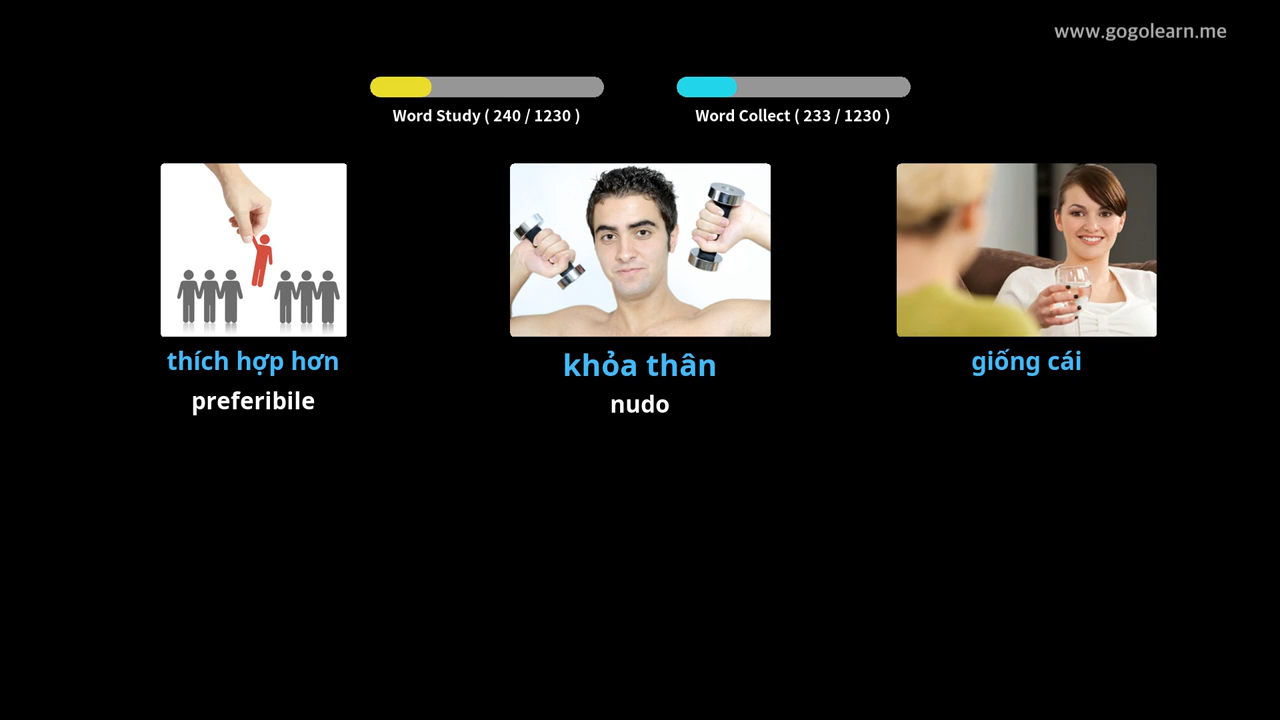 www.gogolearn.me
Word Study ( 240 / 1230 )
Word Collect ( 233 / 1230 )
thích hợp hơn
preferibile
khỏa thân
nudo
giống cái